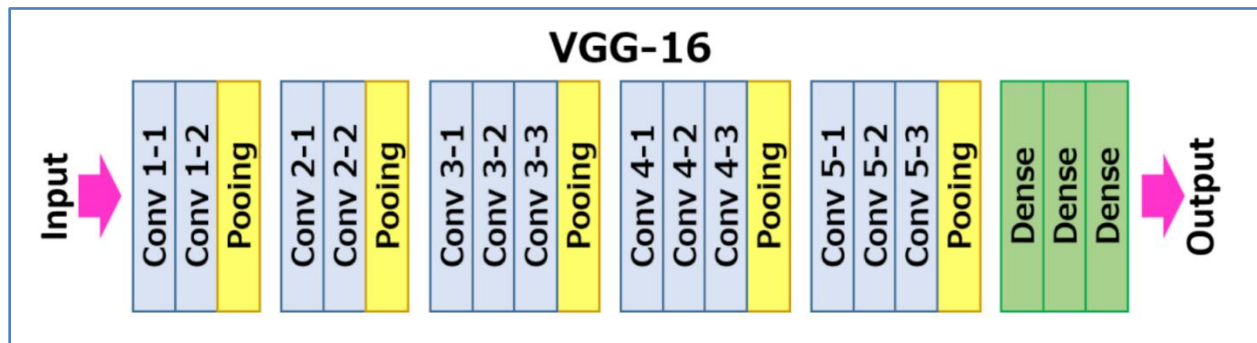 VGG-16
Input
Conv 1-1
Conv 1-2
Pooing
Conv 2-1
Conv 2-2
Pooing
Conv 3-1
Conv 3-2
Conv 3-3
Pooing
Conv 4-1
Conv 4-2
Conv 4-3
Pooing
Conv 5-1
Conv 5-2
Conv 5-3
Pooing
Dense
Dense
Dense
Output